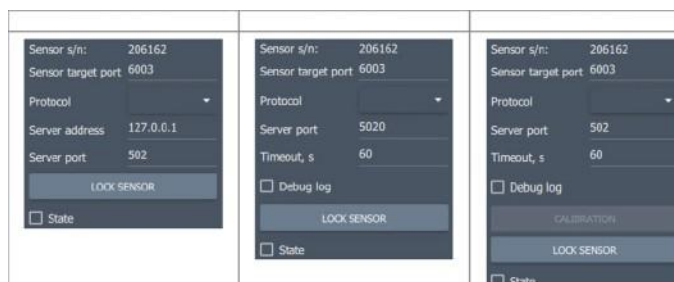 Sensor s/n: 206162
Sensor target port 6003
Protocol
Server address 127.0.0.1
Server port 502
LOCK SENSOR
State
Sensor s/n: 206162
Sensor target port 6003
Protocol
Server port 5020
Timeout, s 60
Debug log
LOCK SENSOR
State
Sensor s/n: 206162
Sensor target port 6003
Protocol
Server port 502
Timeout, s 60
Debug log
CALIBRATION
LOCK SENSOR
State